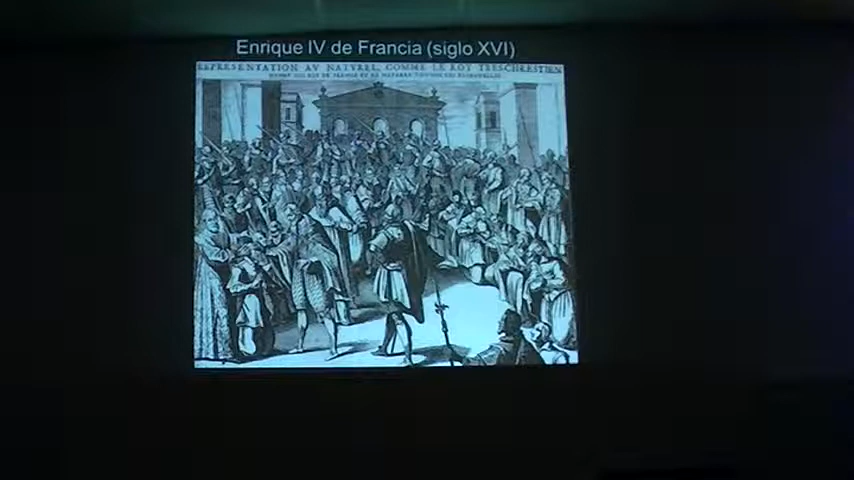 Enrique IV de Francia (siglo XVI)
REPRESENTATION AV NATVREL, COMME LE ROY TRESCHRESTIEN